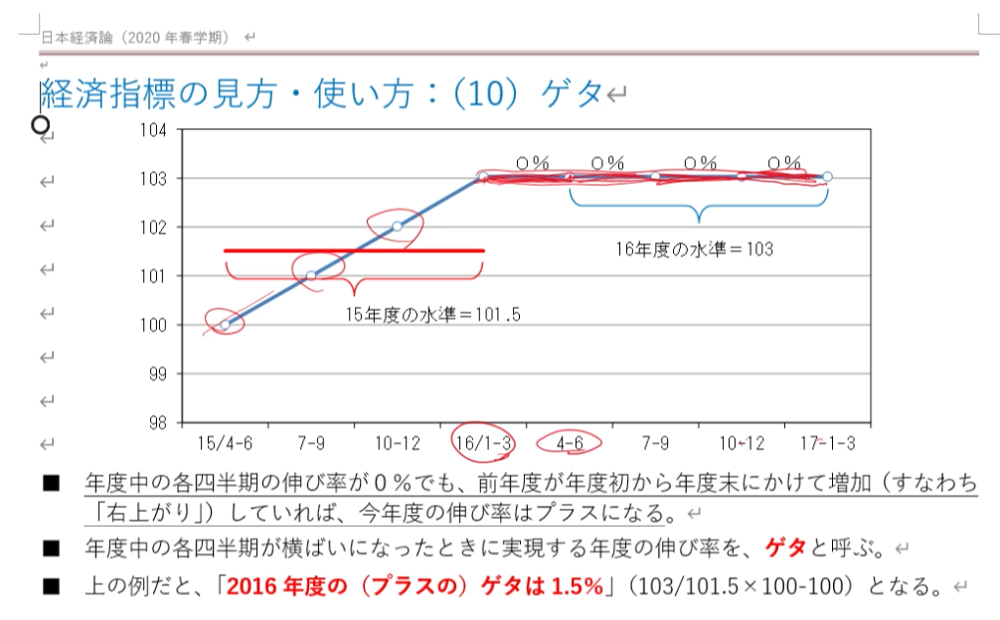 日本経済論（2020 年春学期）
経済指標の見方・使い方：（10）ゲタ
104
０％ ０％ ０％ ０％
103
102
16年度の水準＝103
101
15年度の水準＝101.5
100
99
98
15/4-6 7-9 10-12 16/1-3 4-6 7-9 10-12 17-1-3
■ 年度中の各四半期の伸び率が０％でも、前年度が年度初から年度末にかけて増加（すなわち
「右上がり」）していれば、今年度の伸び率はプラスになる。
■ 年度中の各四半期が横ばいになったときに実現する年度の伸び率を、ゲタと呼ぶ。
■ 上の例だと、「2016 年度の（プラスの）ゲタは 1.5%」（103/101.5×100-100）となる。